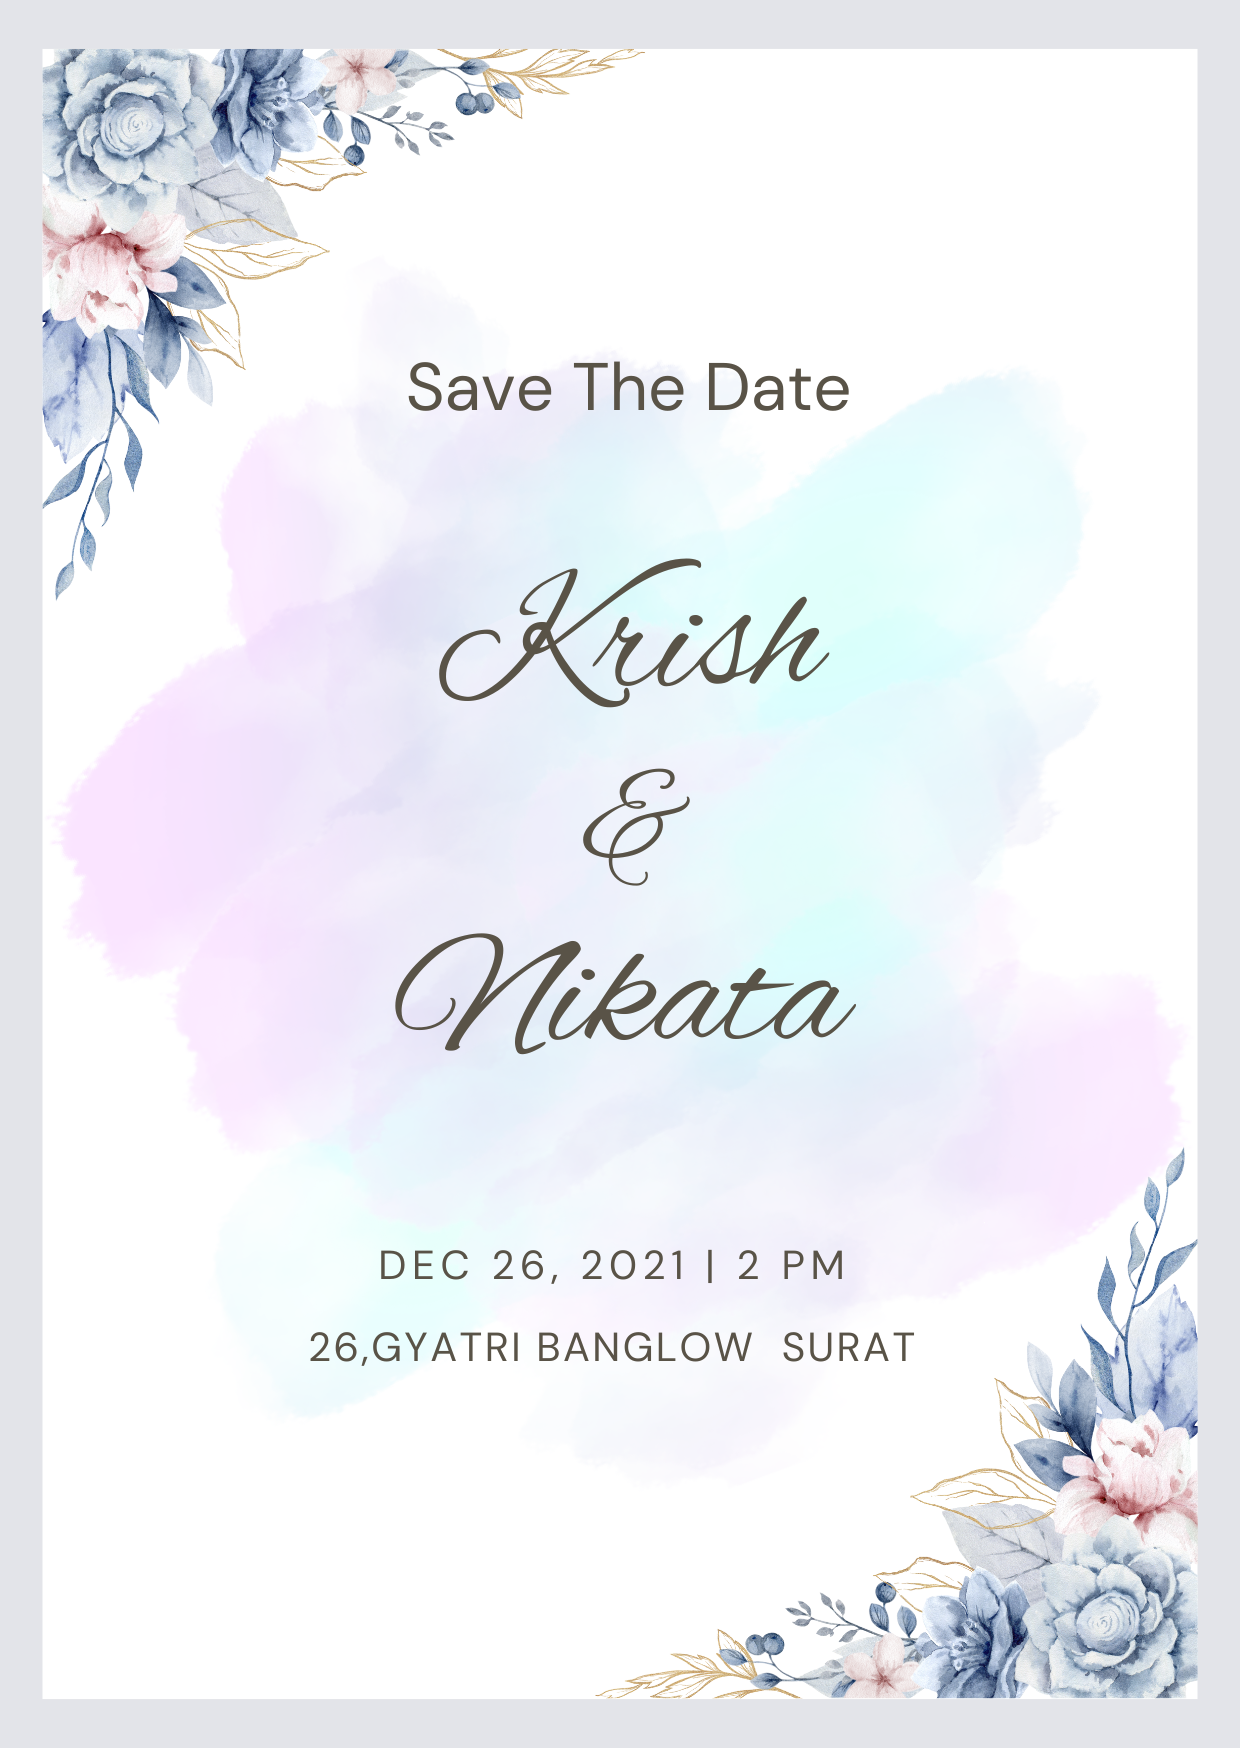 Save The Date
Krish
&
Nikata
DEC 26, 2021 | 2 PM
26,GYATRI BANGLOW  SURAT